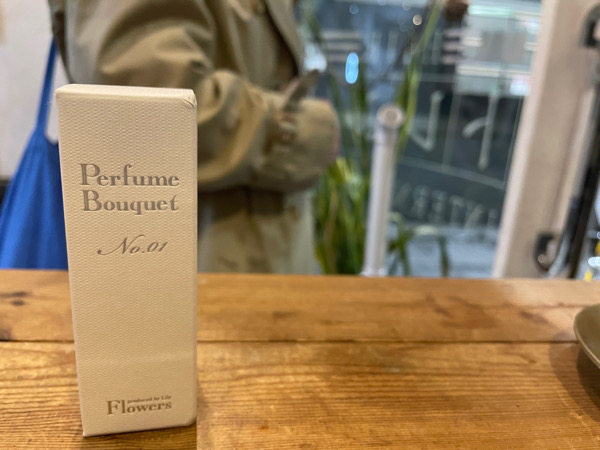 Perfume
Bouquet
No.01
produced by Life
Flowers